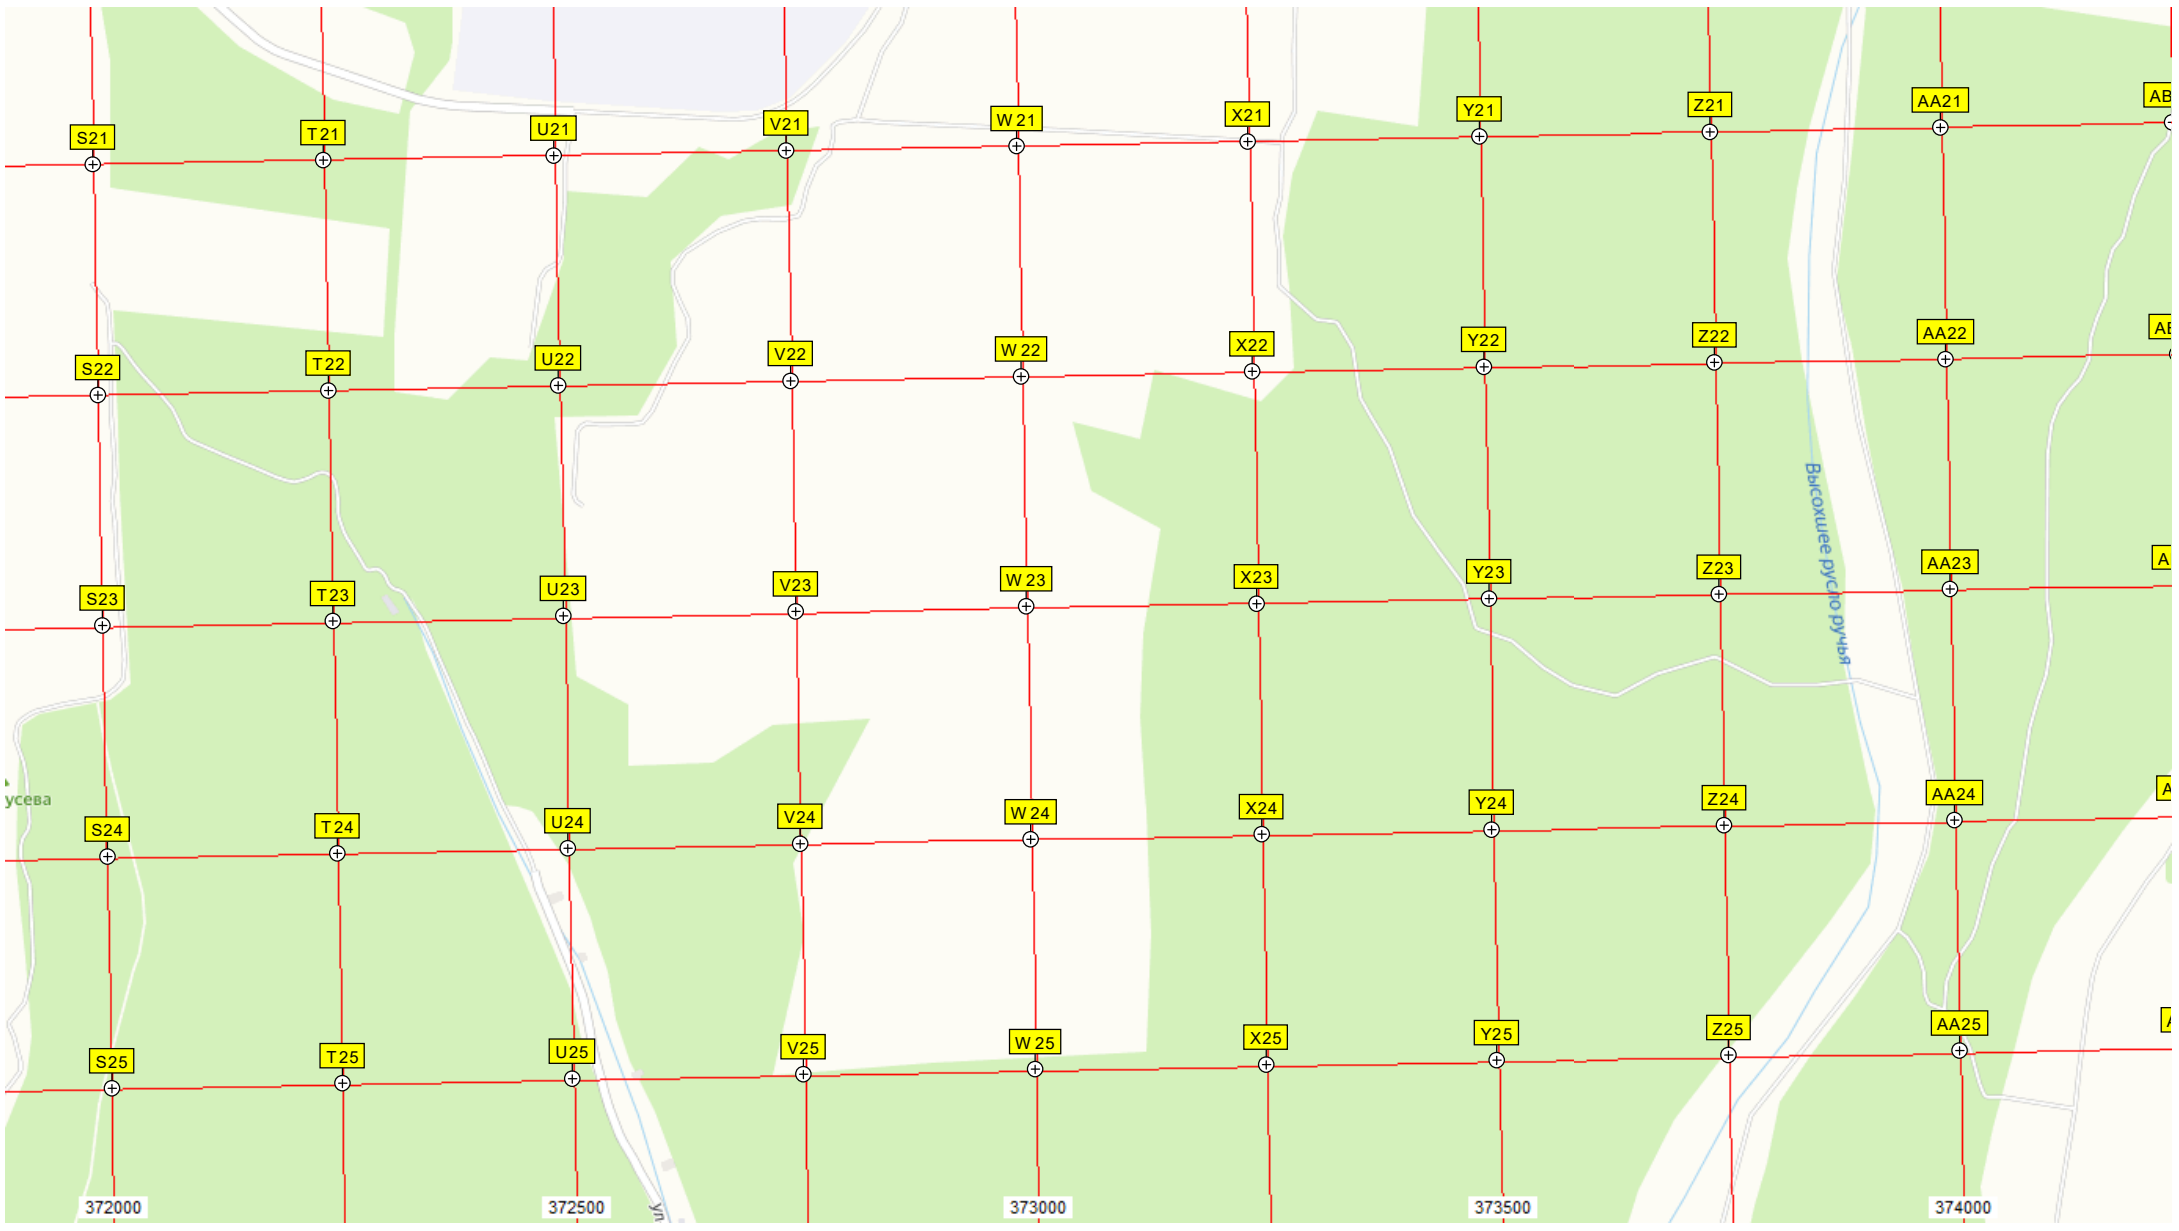 S21 T21 U21 V21 W21 X21 Y21 Z21 AA21 AB
S22 T22 U22 V22 W22 X22 Y22 Z22 AA22
S23 T23 U23 V23 W23 X23 Y23 Z23 AA23
Высохшее русло ручья
усева
S24 T24 U24 V24 W24 X24 Y24 Z24 AA24
S25 T25 U25 V25 W25 X25 Y25 Z25 AA25
ул
372000 372500 373000 373500 374000